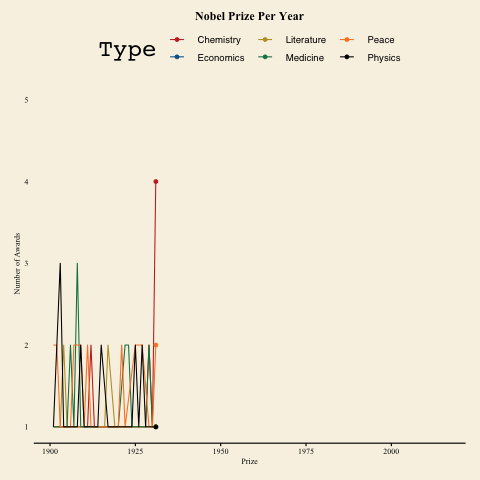 Nobel Prize Per Year
Type
Chemistry Literature Peace
Economics Medicine Physics
5
4
3
2
1
Number of Awards
1900 1925 1950 1975 2000
Prize